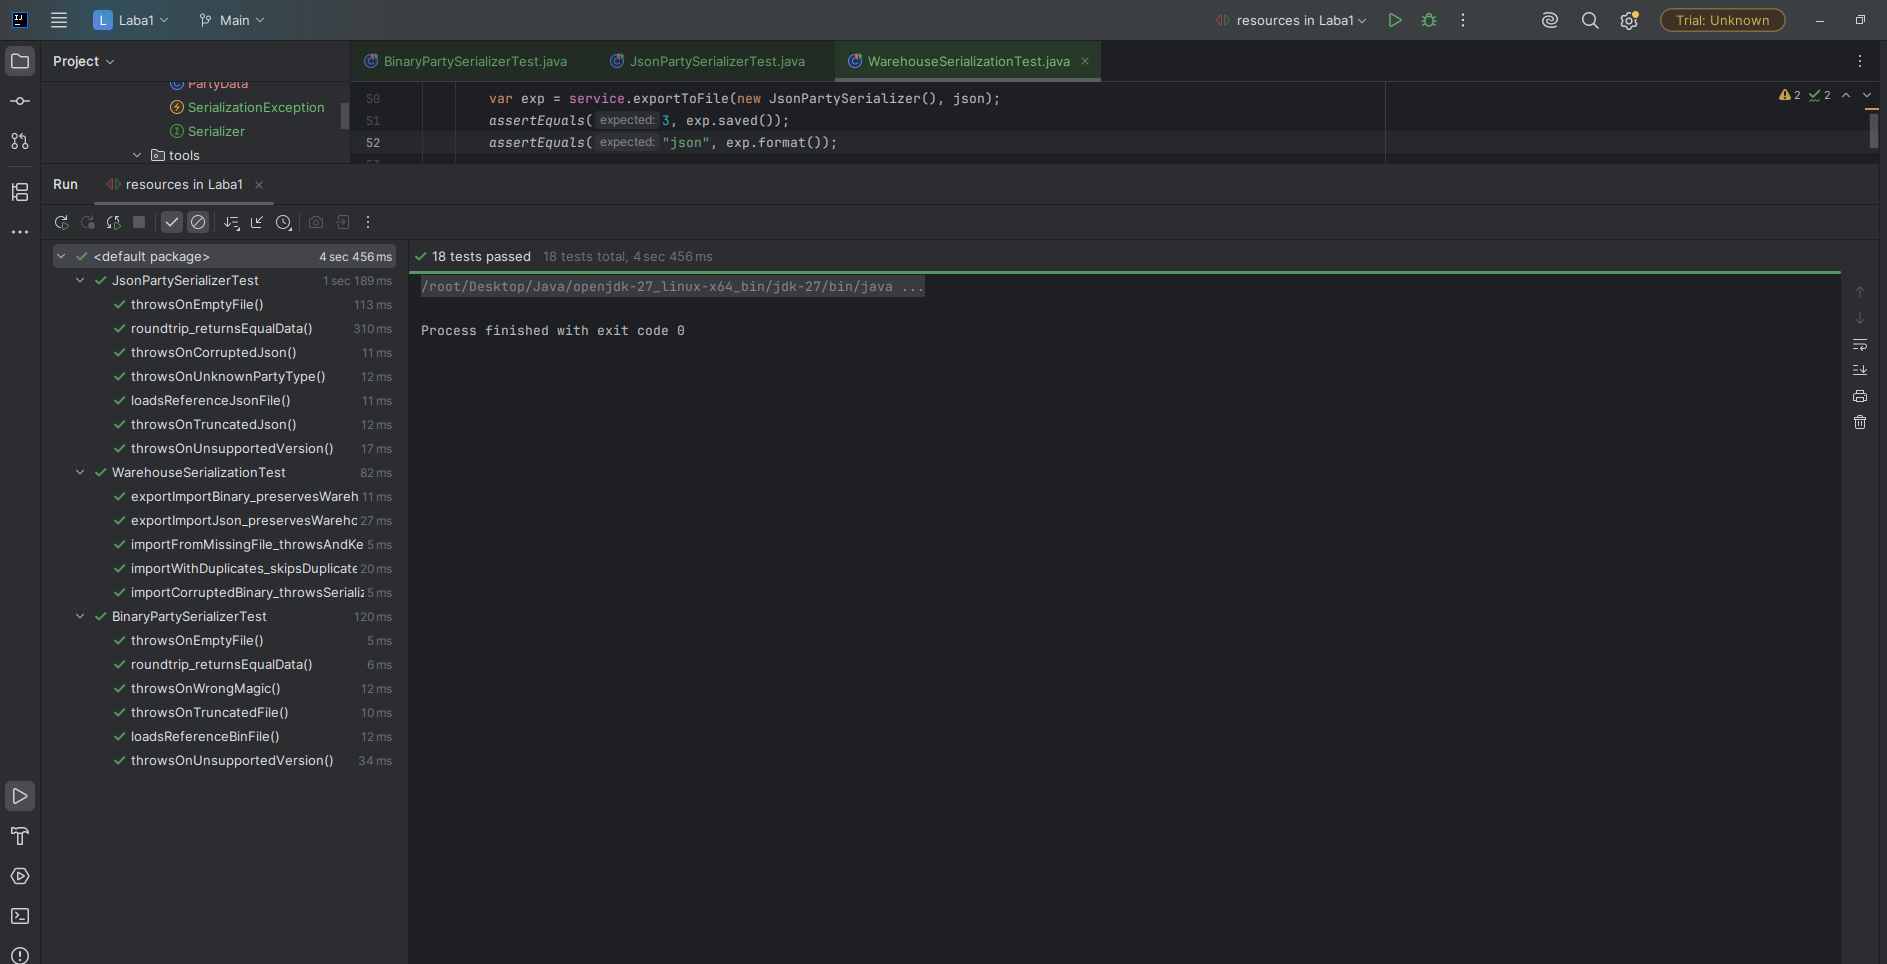 L Laba1 Main resources in Laba1 Trial: Unknown
Project
BinaryPartySerializerTest.java JsonPartySerializerTest.java WarehouseSerializationTest.java
PartyData
SerializationException
Serializer
tools
50 var exp = service.exportToFile(new JsonPartySerializer(), json);
51 assertEquals( expected: 3, exp.saved());
52 assertEquals( expected: "json", exp.format());
2 2
Run resources in Laba1
<default package> 4 sec 456 ms
JsonPartySerializerTest 1 sec 189 ms
throwsOnEmptyFile() 113 ms
roundtrip_returnsEqualData() 310 ms
throwsOnCorruptedJson() 11 ms
throwsOnUnknownPartyType() 12 ms
loadsReferenceJsonFile() 11 ms
throwsOnTruncatedJson() 12 ms
throwsOnUnsupportedVersion() 17 ms
WarehouseSerializationTest 82 ms
exportImportBinary_preservesWareh 11 ms
exportImportJson_preservesWareho 27 ms
importFromMissingFile_throwsAndKe 5 ms
importWithDuplicates_skipsDuplicate 20 ms
importCorruptedBinary_throwsSerializ 5 ms
BinaryPartySerializerTest 120 ms
throwsOnEmptyFile() 5 ms
roundtrip_returnsEqualData() 6 ms
throwsOnWrongMagic() 12 ms
throwsOnTruncatedFile() 10 ms
loadsReferenceBinFile() 12 ms
throwsOnUnsupportedVersion() 34 ms
18 tests passed 18 tests total, 4 sec 456 ms
/root/Desktop/Java/openjdk-27_linux-x64_bin/jdk-27/bin/java ...
Process finished with exit code 0